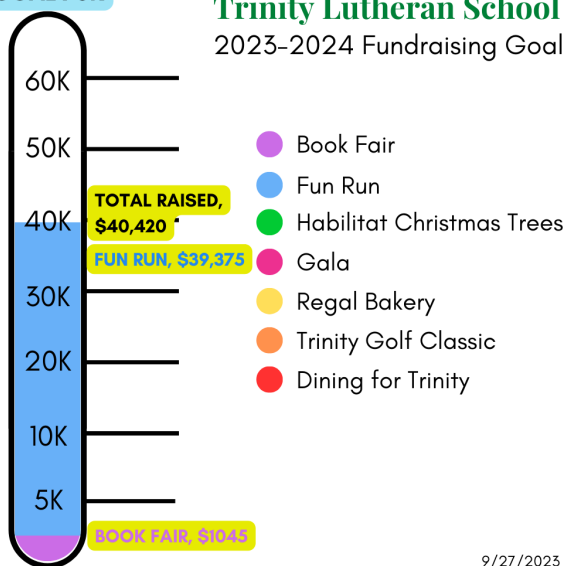 Trinity Lutheran School
2023-2024 Fundraising Goal
60K
50K
40K
30K
20K
10K
5K
TOTAL RAISED,
$40,420
FUN RUN, $39,375
BOOK FAIR, $1045
Book Fair
Fun Run
Habilitat Christmas Trees
Gala
Regal Bakery
Trinity Golf Classic
Dining for Trinity
9/27/2023